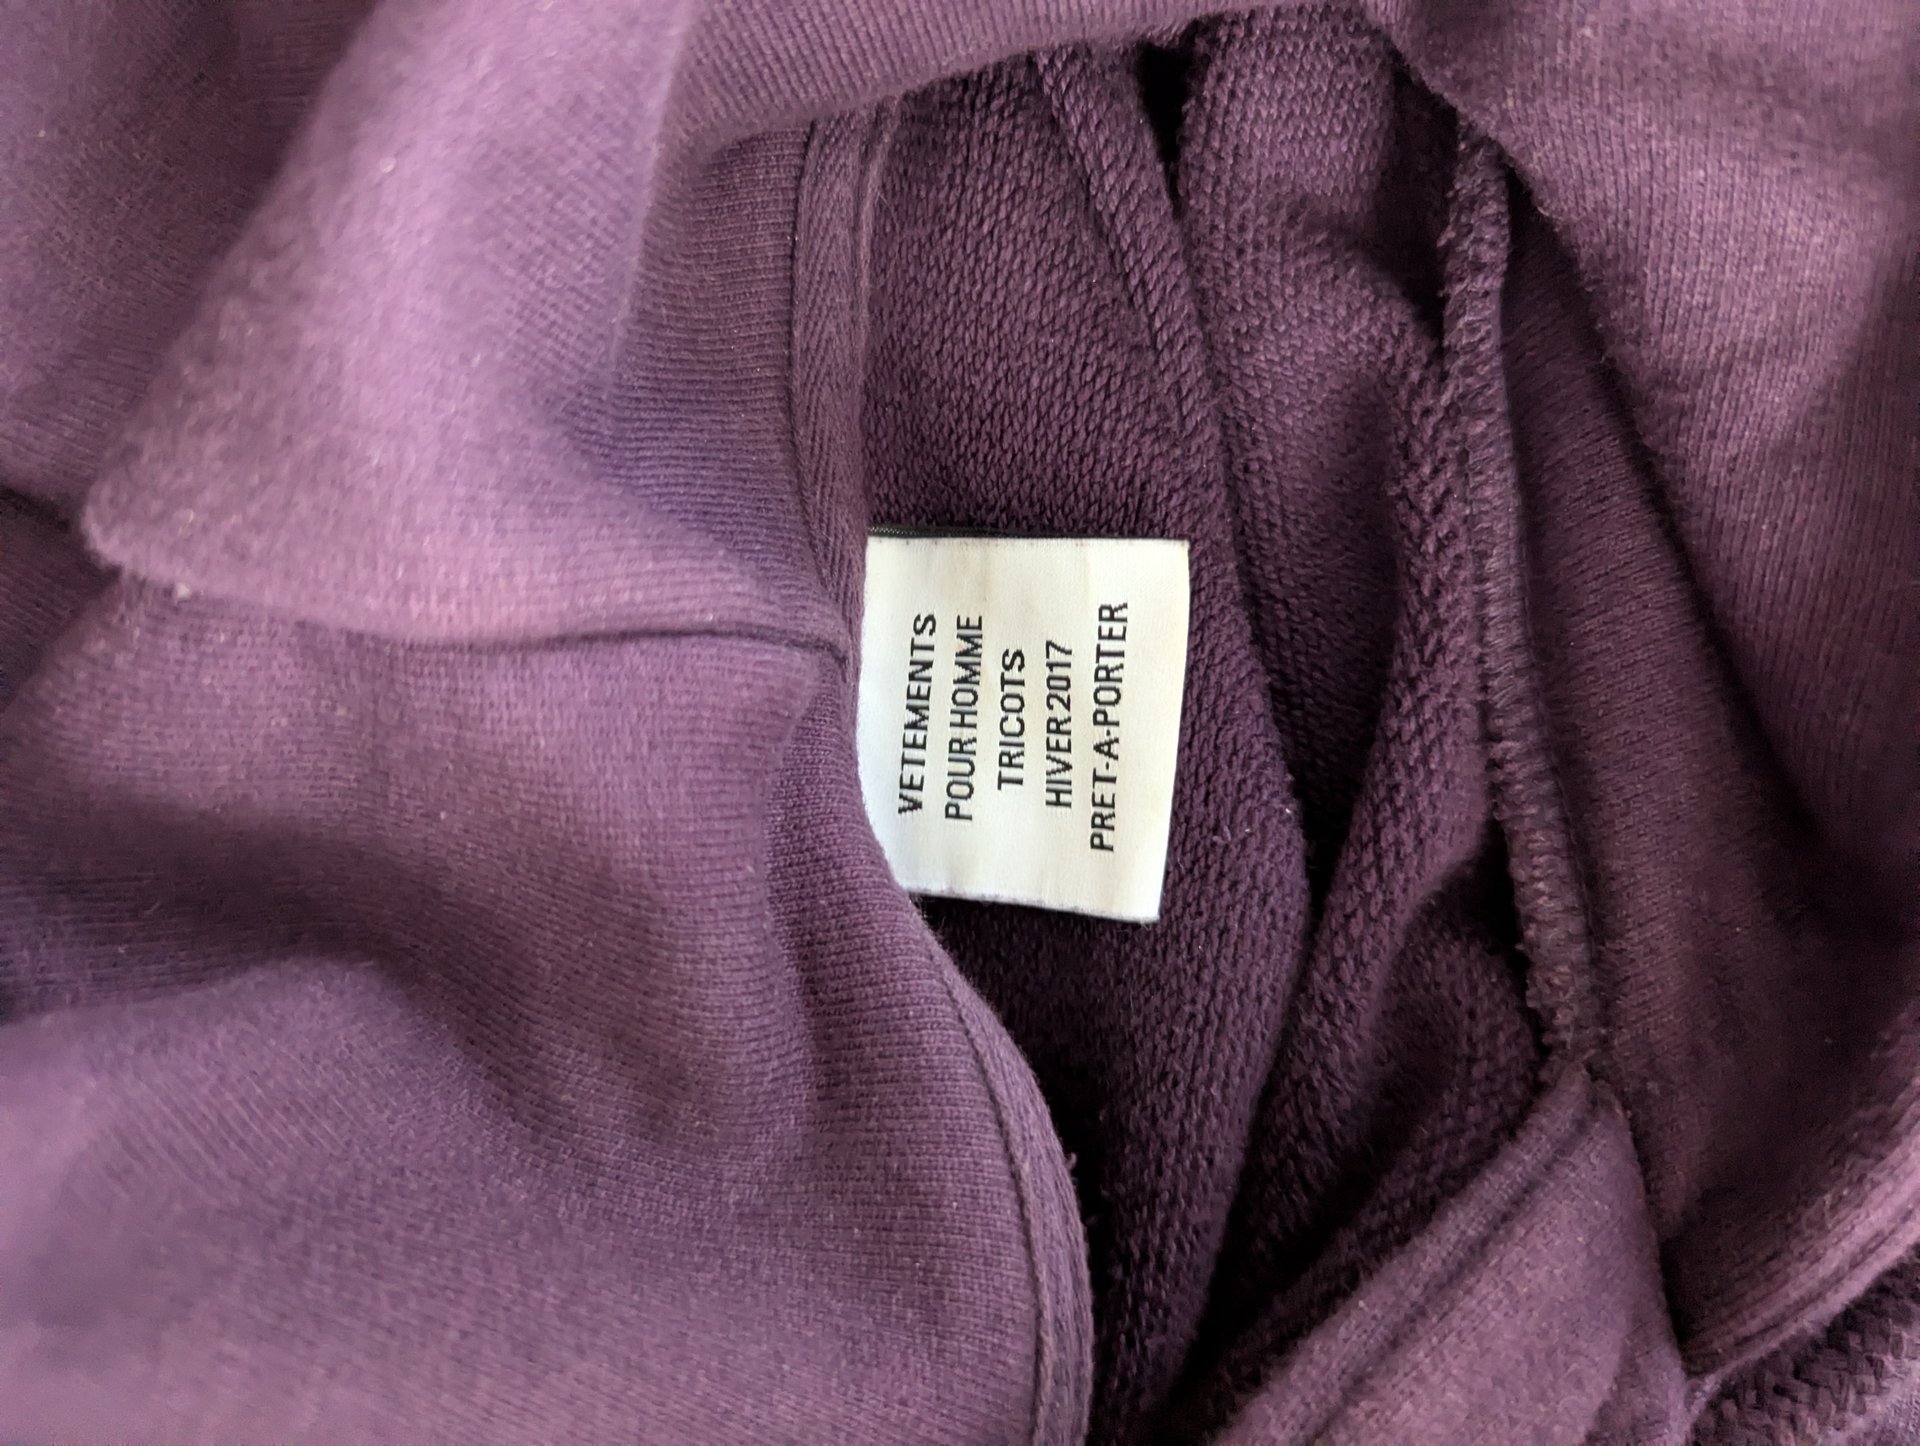 VETEMENTS
POUR HOMME
TRICOTS
HIVER 2017
PRET-A-PORTER